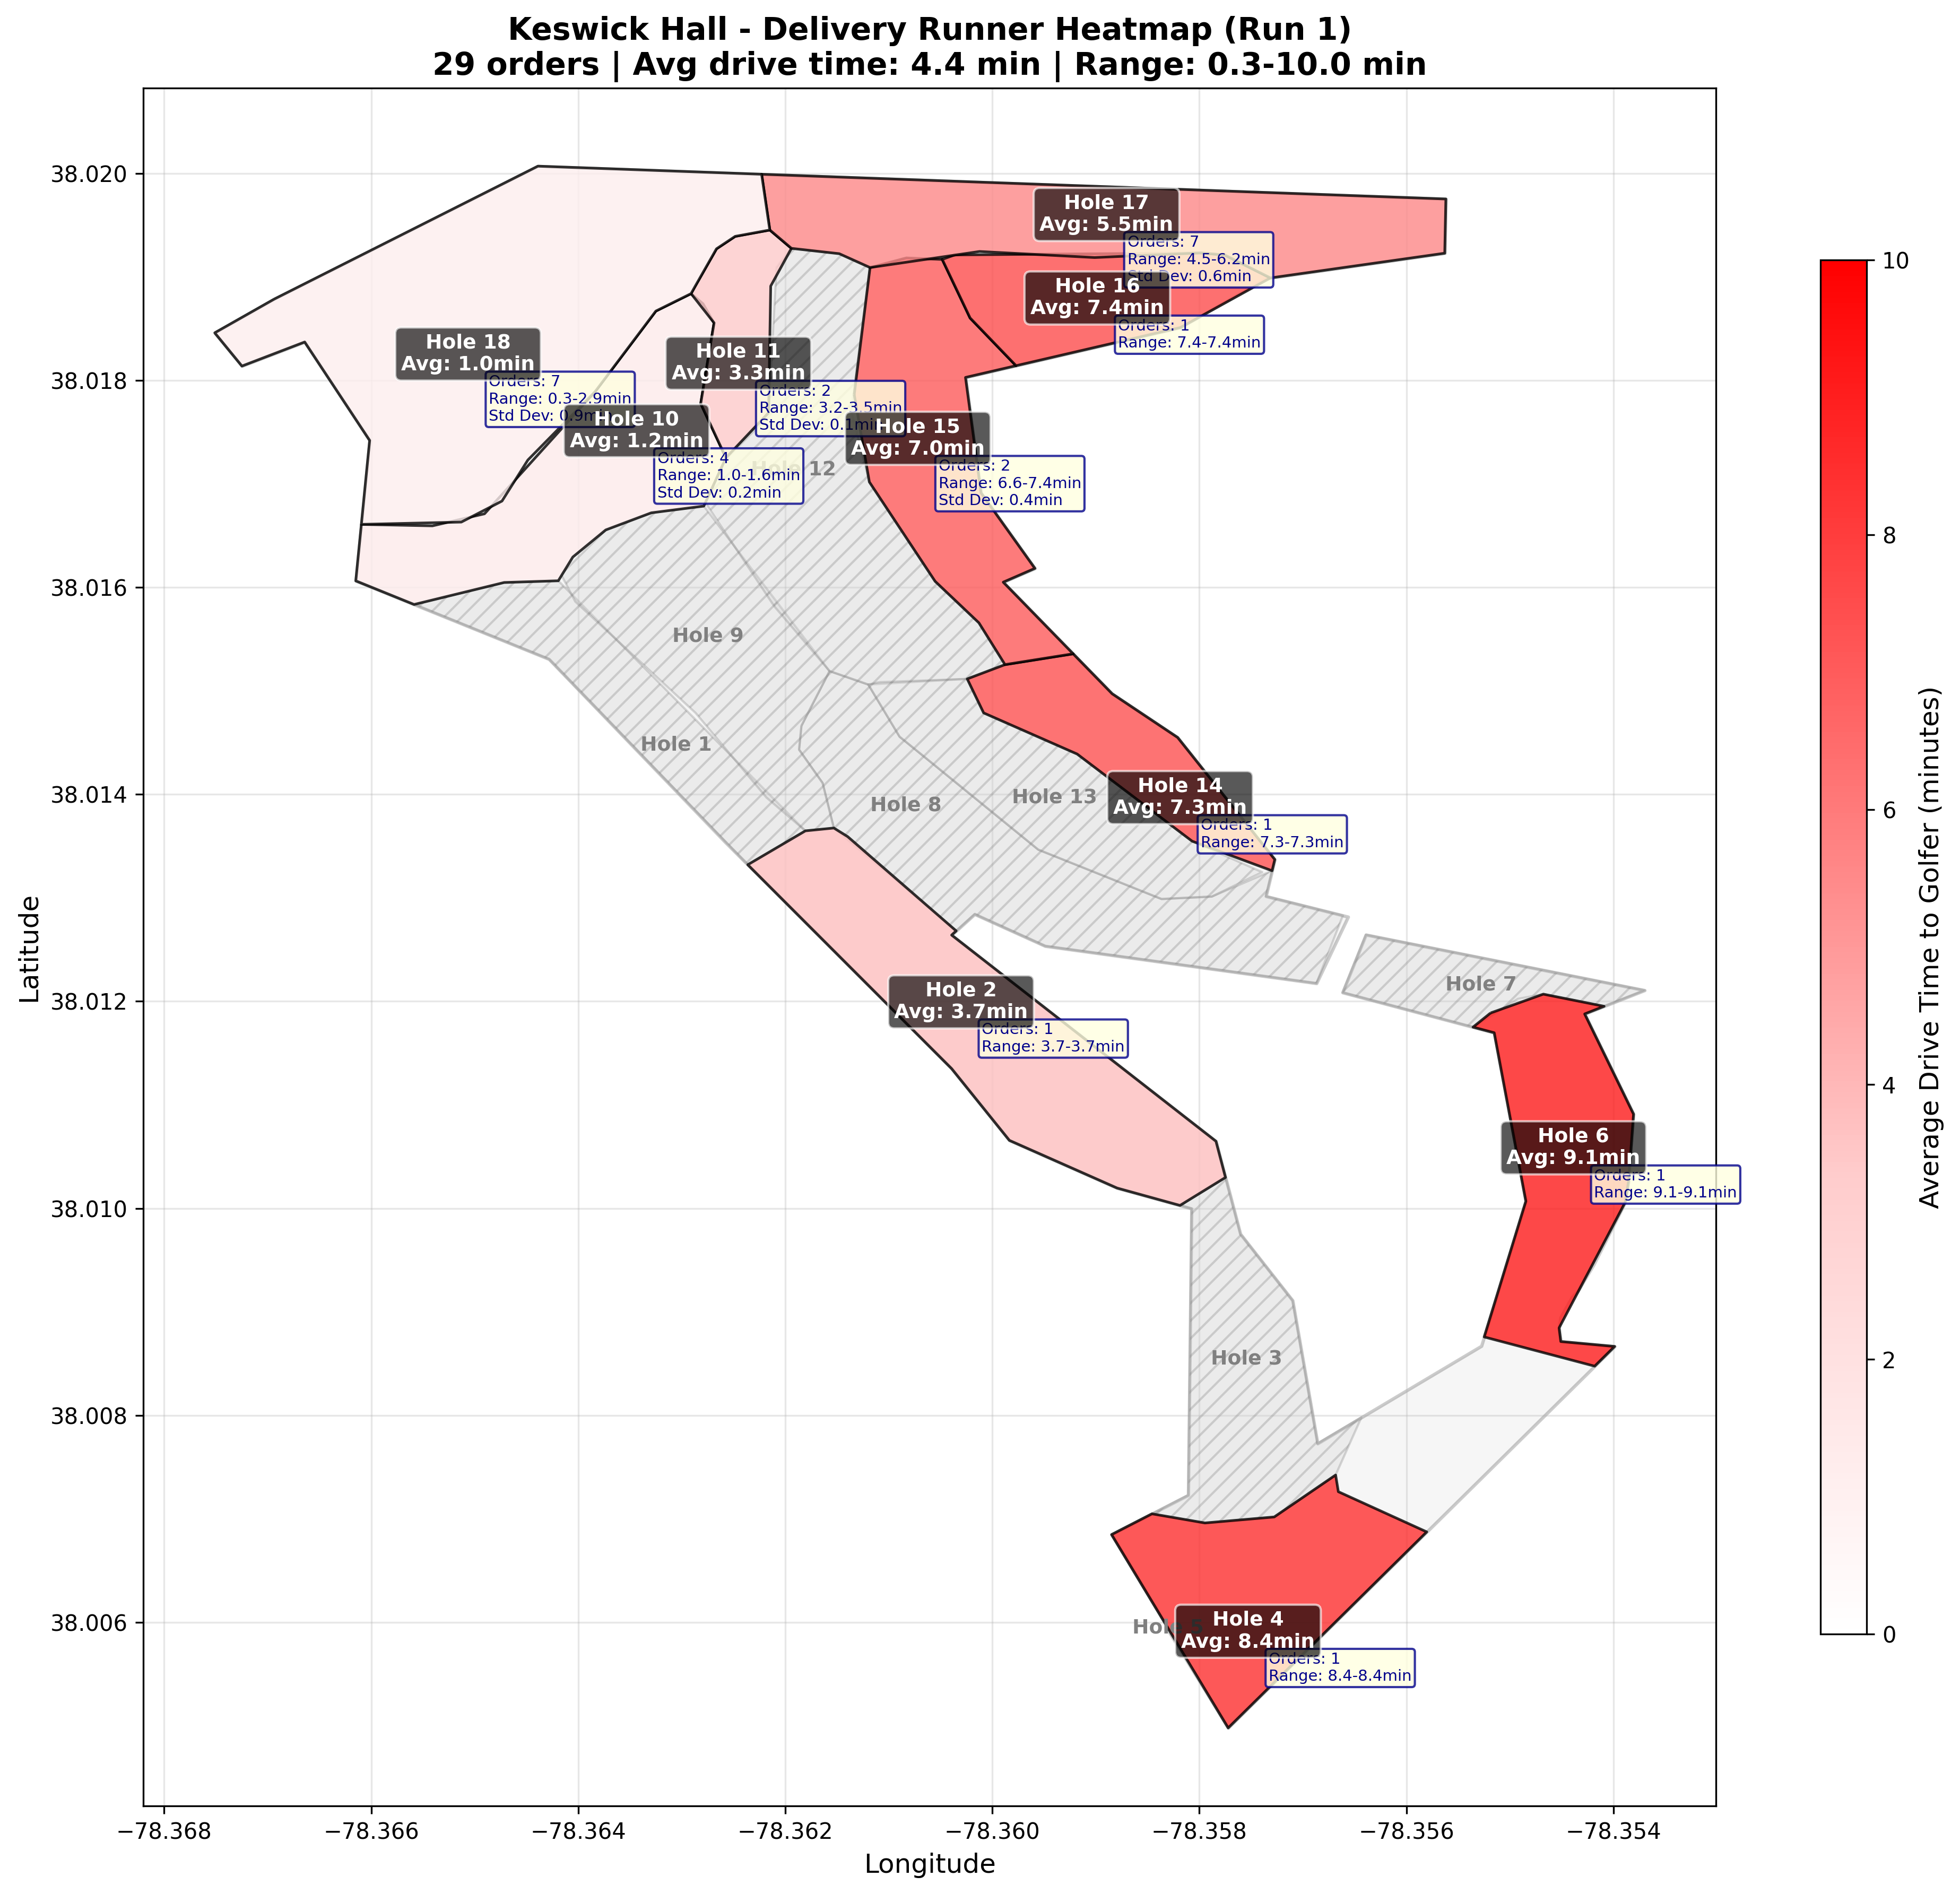 Keswick Hall - Delivery Runner Heatmap (Run 1)
29 orders | Avg drive time: 4.4 min | Range: 0.3-10.0 min
Hole 17
Avg: 5.5min
Orders: 7
Range: 4.5-6.2min
Std Dev: 0.6min
Hole 16
Avg: 7.4min
Orders: 1
Range: 7.4-7.4min
Hole 18
Avg: 1.0min
Orders: 7
Range: 0.3-2.9min
Std Dev: 0.9min
Hole 11
Avg: 3.3min
Orders: 2
Range: 3.2-3.5min
Std Dev: 0.1min
Hole 10
Avg: 1.2min
Orders: 4
Range: 1.0-1.6min
Std Dev: 0.2min
Hole 15
Avg: 7.0min
Orders: 2
Range: 6.6-7.4min
Std Dev: 0.4min
12
Hole 9
Hole 1
Hole 8
Hole 13
Hole 14
Avg: 7.3min
Orders: 1
Range: 7.3-7.3min
Hole 7
Hole 2
Avg: 3.7min
Orders: 1
Range: 3.7-3.7min
Hole 6
Avg: 9.1min
Orders: 1
Range: 9.1-9.1min
Hole 3
Hole 4
Avg: 8.4min
Orders: 1
Range: 8.4-8.4min
38.020
38.018
38.016
38.014
38.012
38.010
38.008
38.006
Latitude
−78.368
−78.366
−78.364
−78.362
−78.360
−78.358
−78.356
−78.354
Longitude
10
8
6
4
2
0
Average Drive Time to Golfer (minutes)